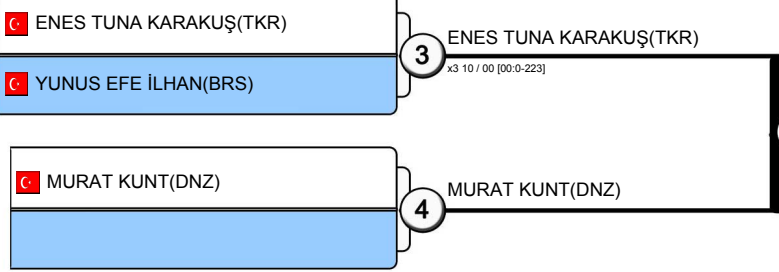 ENES TUNA KARAKUŞ(TKR)
YUNUS EFE İLHAN(BRS)
3
ENES TUNA KARAKUŞ(TKR)
x3 10 / 00 [00:0-223]
MURAT KUNT(DNZ)
4
MURAT KUNT(DNZ)